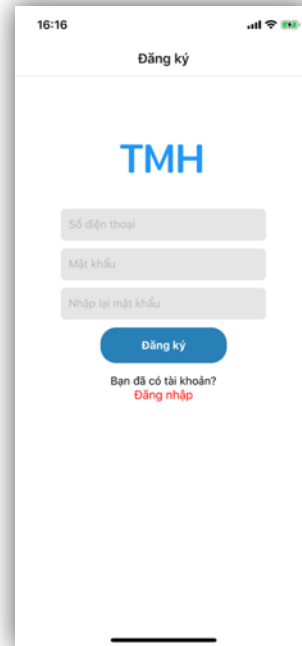 16:16
Đăng ký
TMH
Số điện thoại
Mật khẩu
Nhập lại mật khẩu
Đăng ký
Bạn đã có tài khoản?
Đăng nhập